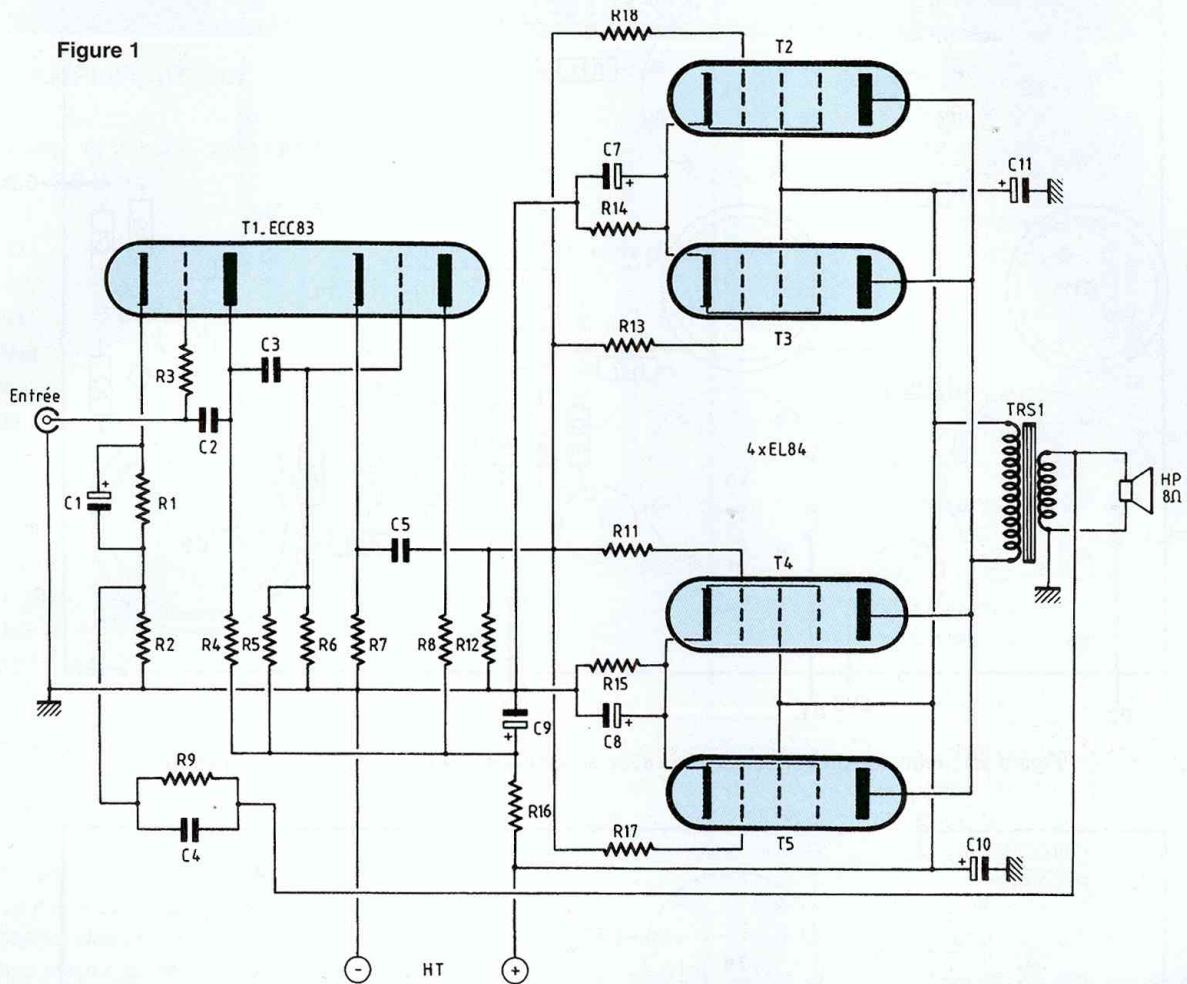 R18
Figure 1
T2
C7
R14
C11
T1_ECC83
T3
R13
R3
C3
Entrée
C2
TRS1
4xEL84
HP
8Ω
C1
R1
C5
R11
T4
R2
R4
R5
R6
R7
R8
R12
R15
C9
C8
R9
R16
C4
R17
T5
C10
-
HT
+